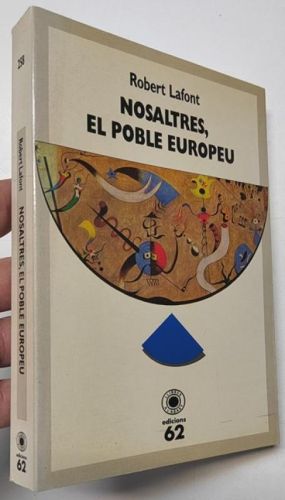 Robert Lafont
NOSALTRES,
EL POBLE EUROPEU
edicions
62
Robert Lafont
NOSALTRES, EL POBLE EUROPEU
edicions
62